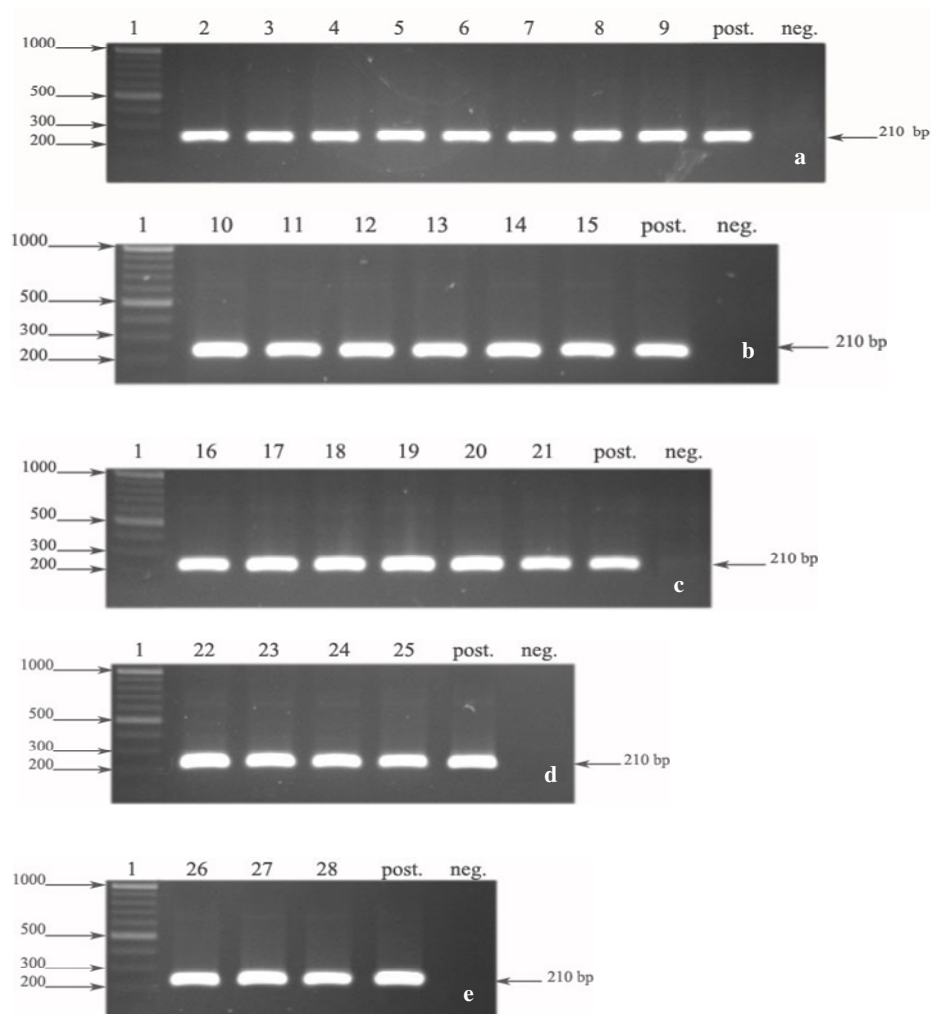 1 2 3 4 5 6 7 8 9 post. neg.
1000
500
300
200
210 bp
a
1 10 11 12 13 14 15 post. neg.
1000
500
300
200
210 bp
b
1 16 17 18 19 20 21 post. neg.
1000
500
300
200
210 bp
c
1 22 23 24 25 post. neg.
1000
500
300
200
210 bp
d
1 26 27 28 post. neg.
1000
500
300
200
210 bp
e